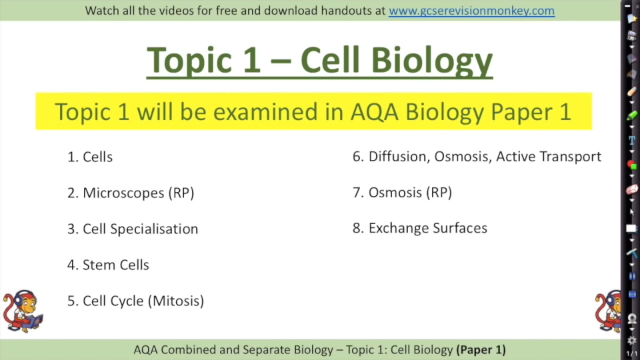 Watch all the videos for free and download handouts at www.gcserevisionmonkey.com
Topic 1 – Cell Biology
Topic 1 will be examined in AQA Biology Paper 1
1. Cells
2. Microscopes (RP)
3. Cell Specialisation
4. Stem Cells
5. Cell Cycle (Mitosis)
6. Diffusion, Osmosis, Active Transport
7. Osmosis (RP)
8. Exchange Surfaces
AQA Combined and Separate Biology – Topic 1: Cell Biology (Paper 1)